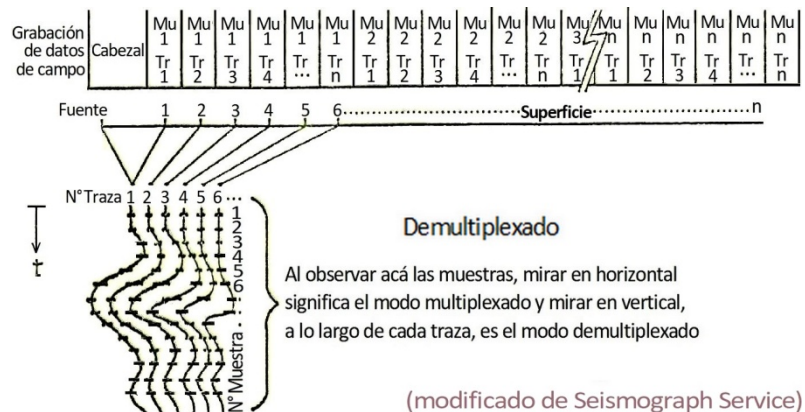 Grabación de datos de campo
Cabezal
Mu 1 Tr 1
Mu 1 Tr 2
Mu 1 Tr 3
Mu 1 Tr 4
Mu 1 Tr ...
Mu 1 Tr n
Mu 2 Tr 1
Mu 2 Tr 2
Mu 2 Tr 3
Mu 2 Tr 4
Mu 2 Tr ...
Mu 2 Tr n
Mu 3 Tr 1
Mu n Tr 1
Mu n Tr 2
Mu n Tr 3
Mu n Tr 4
Mu n Tr ...
Mu n Tr n
Fuente 1 2 3 4 5 6 Superficie n
N° Traza 1 2 3 4 5 6 ...
t
1
2
3
4
5
6
N° Muestra
Demultiplexado
Al observar acá las muestras, mirar en horizontal
significa el modo multiplexado y mirar en vertical,
a lo largo de cada traza, es el modo demultiplexado
(modificado de Seismograph Service)